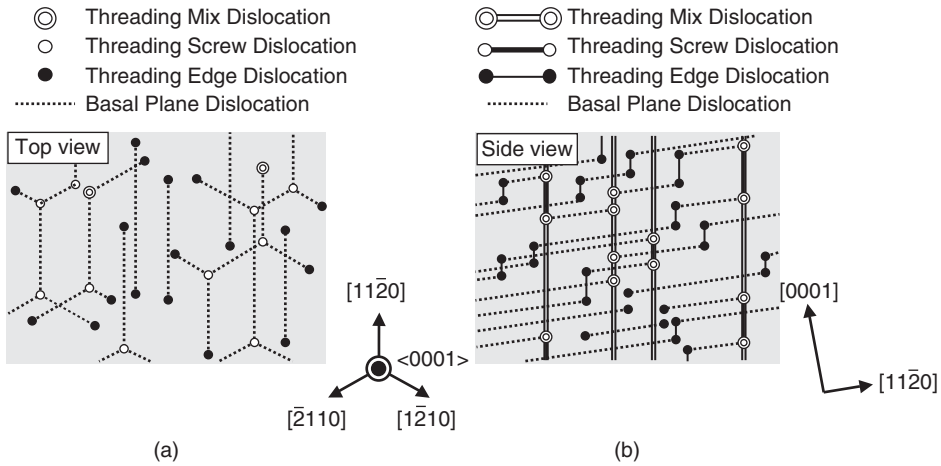 Threading Mix Dislocation
Threading Screw Dislocation
Threading Edge Dislocation
Basal Plane Dislocation
Top view
[112̄0]
<0001>
[2̄110]
[12̄10]
(a)
Threading Mix Dislocation
Threading Screw Dislocation
Threading Edge Dislocation
Basal Plane Dislocation
Side view
[0001]
[112̄0]
(b)